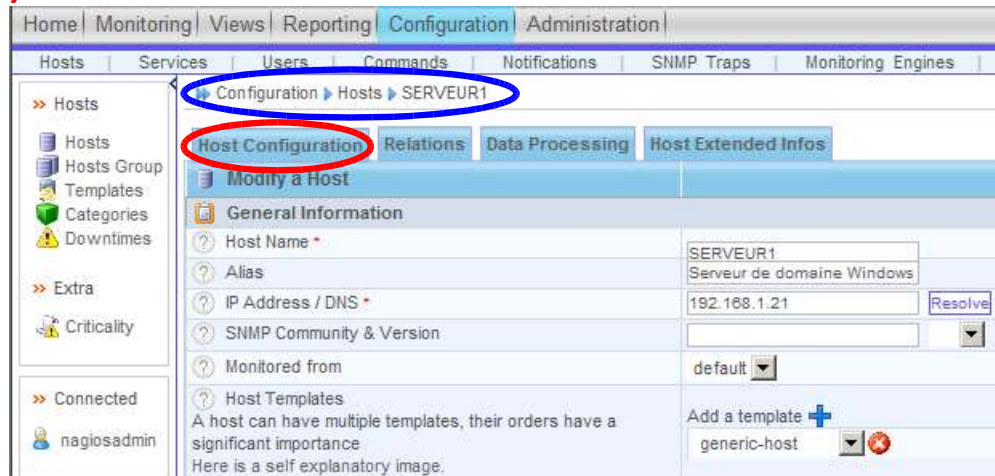 Home | Monitoring | Views | Reporting | Configuration | Administration |
Hosts | Services | Users | Commands | Notifications | SNMP Traps | Monitoring Engines |
Hosts
Hosts
Hosts Group
Templates
Categories
Downtimes
Extra
Criticality
Connected
nagiosadmin
Configuration Hosts SERVEUR1
Host Configuration Relations Data Processing Host Extended Infos
Modify a Host
General Information
? Host Name * SERVEUR1
? Alias Serveur de domaine Windows
? IP Address / DNS * 192.168.1.21 Resolve
? SNMP Community & Version
? Monitored from default
? Host Templates
A host can have multiple templates, their orders have a
significant importance
Here is a self explanatory image.
Add a template
generic-host